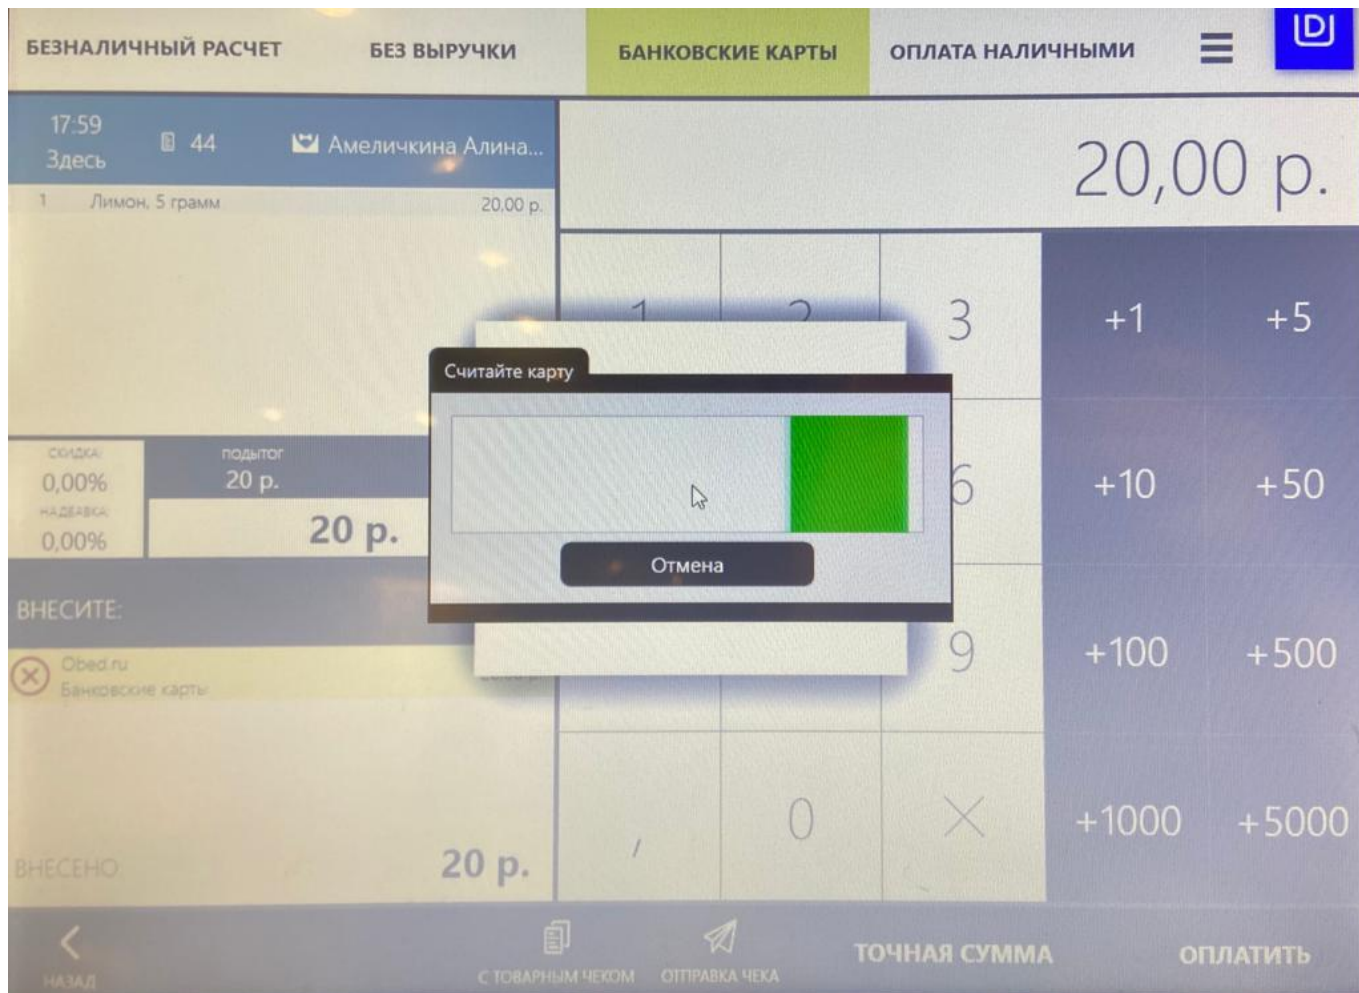 БЕЗНАЛИЧНЫЙ РАСЧЕТ
БЕЗ ВЫРУЧКИ
БАНКОВСКИЕ КАРТЫ
ОПЛАТА НАЛИЧНЫМИ
17:59
Здесь
44
Амеличкина Алина...
20,00 р.
1 Лимон, 5 грамм 20,00 р.
1 2 3 +1 +5
Считайте карту
СКИДКА:
0,00%
ПОДЫТОГ
20 р.
6 +10 +50
НАДБАВКА:
0,00%
20 р.
Отмена
ВНЕСИТЕ:
Obed.ru
Банковские карты
9 +100 +500
, 0 +1000 +5000
ВНЕСЕНО 20 р.
НАЗАД
С ТОВАРНЫМ ЧЕКОМ
ОТПРАВКА ЧЕКА
ТОЧНАЯ СУММА
ОПЛАТИТЬ